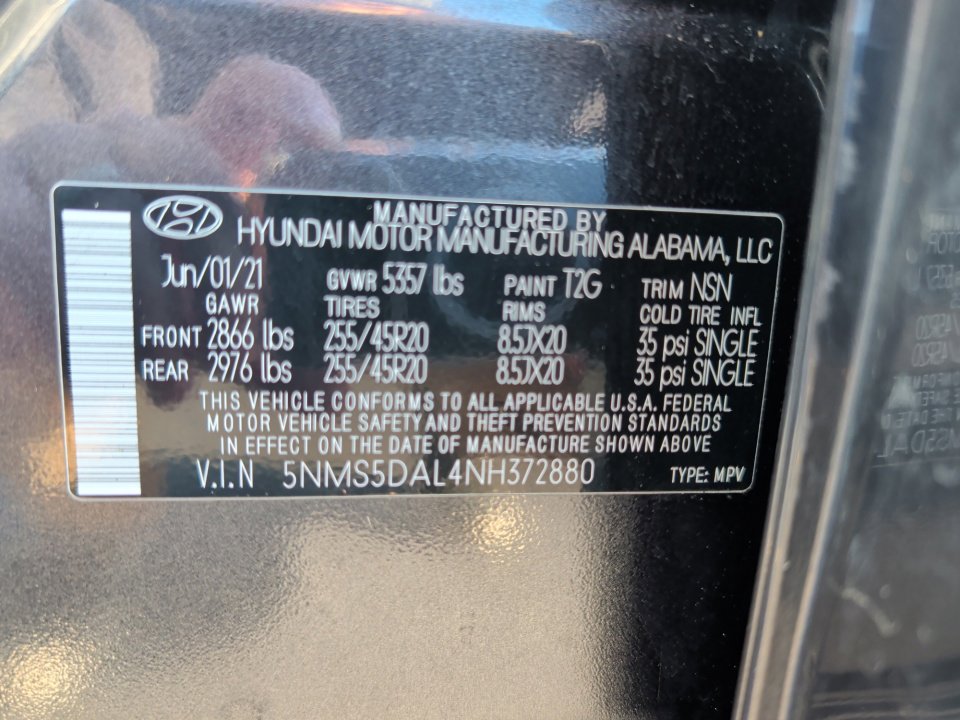 MANUFACTURED BY
HYUNDAI MOTOR MANUFACTURING ALABAMA, LLC
Jun/01/21 GVWR 5357 lbs PAINT T2G TRIM NSN
GAWR TIRES RIMS COLD TIRE INFL
FRONT 2866 lbs 255/45R20 8.5JX20 35 psi SINGLE
REAR 2976 lbs 255/45R20 8.5JX20 35 psi SINGLE
THIS VEHICLE CONFORMS TO ALL APPLICABLE U.S.A. FEDERAL
MOTOR VEHICLE SAFETY AND THEFT PREVENTION STANDARDS
IN EFFECT ON THE DATE OF MANUFACTURE SHOWN ABOVE
V.I.N 5NMS5DAL4NH372880 TYPE: MPV